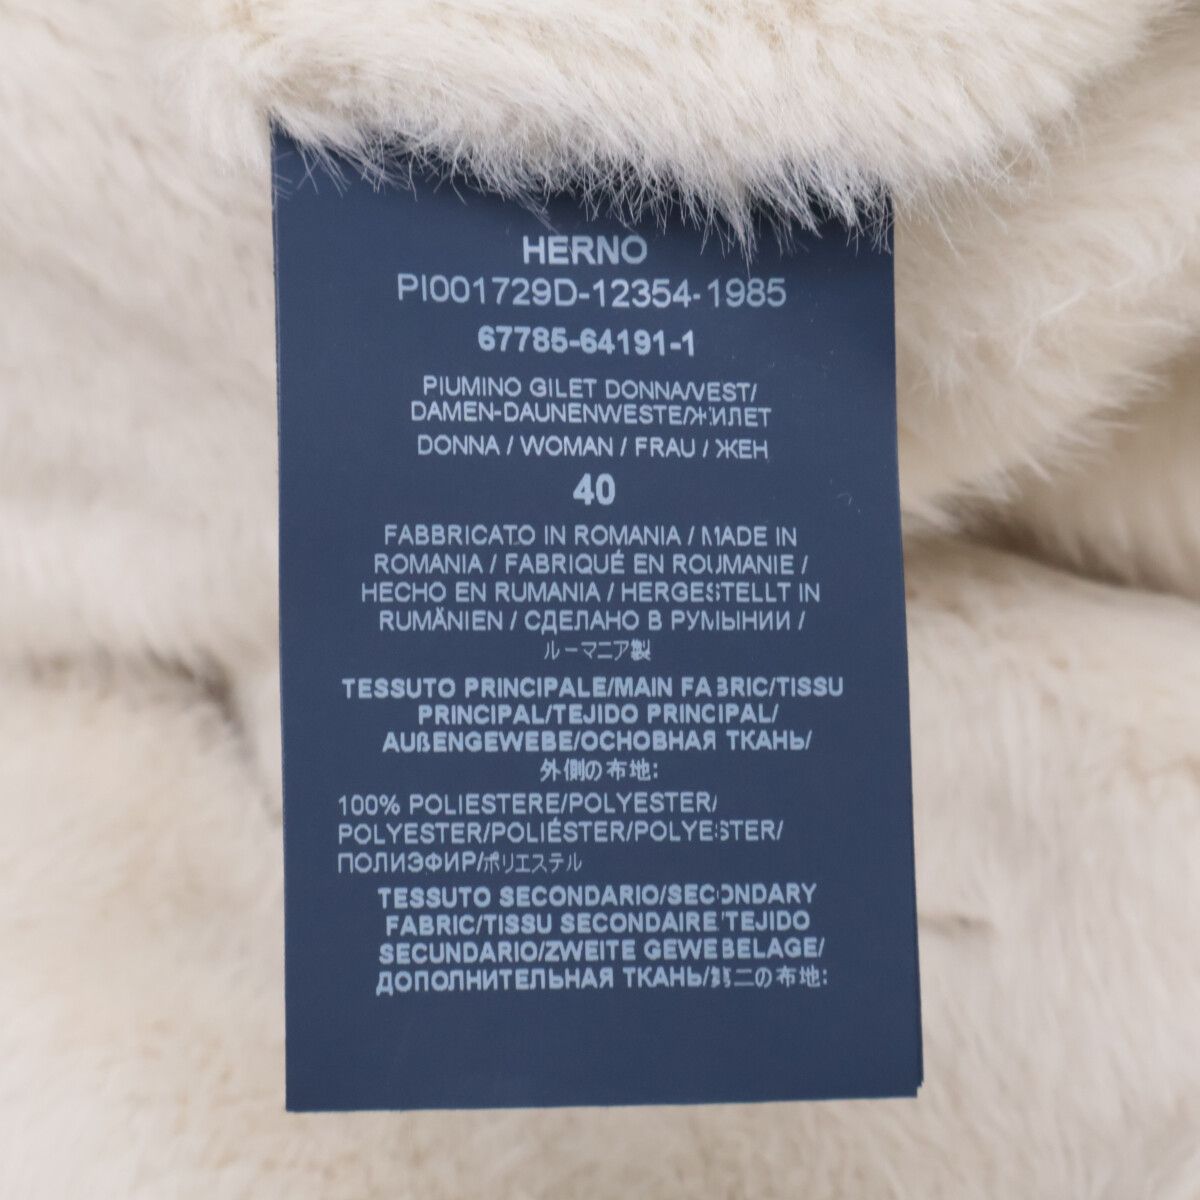 HERNO
PI001729D-12354-1985
67785-64191-1
PIUMINO GILET DONNA/VEST/
DAMEN-DAUNENWESTE/ЖИЛЕТ
DONNA / WOMAN / FRAU / ЖЕН
40
FABBRICATO IN ROMANIA / MADE IN
ROMANIA / FABRIQUÉ EN ROUMANIE /
HECHO EN RUMANIA / HERGESTELLT IN
RUMÄNIEN / СДЕЛАНО В РУМЫНИИ /
ルーマニア製
TESSUTO PRINCIPALE/MAIN FABRIC/TISSU
PRINCIPAL/TEJIDO PRINCIPAL/
AUßENGEWEBE/ОСНОВНАЯ ТКАНЬ/
外側の布地:
100% POLIESTERE/POLYESTER/
POLYESTER/POLIÉSTER/POLYESTER/
ПОЛИЭФИР/ポリエステル
TESSUTO SECONDARIO/SECONDARY
FABRIC/TISSU SECONDAIRE/TEJIDO
SECUNDARIO/ZWEITE GEWEBELAGE/
ДОПОЛНИТЕЛЬНАЯ ТКАНЬ/第二の布地: